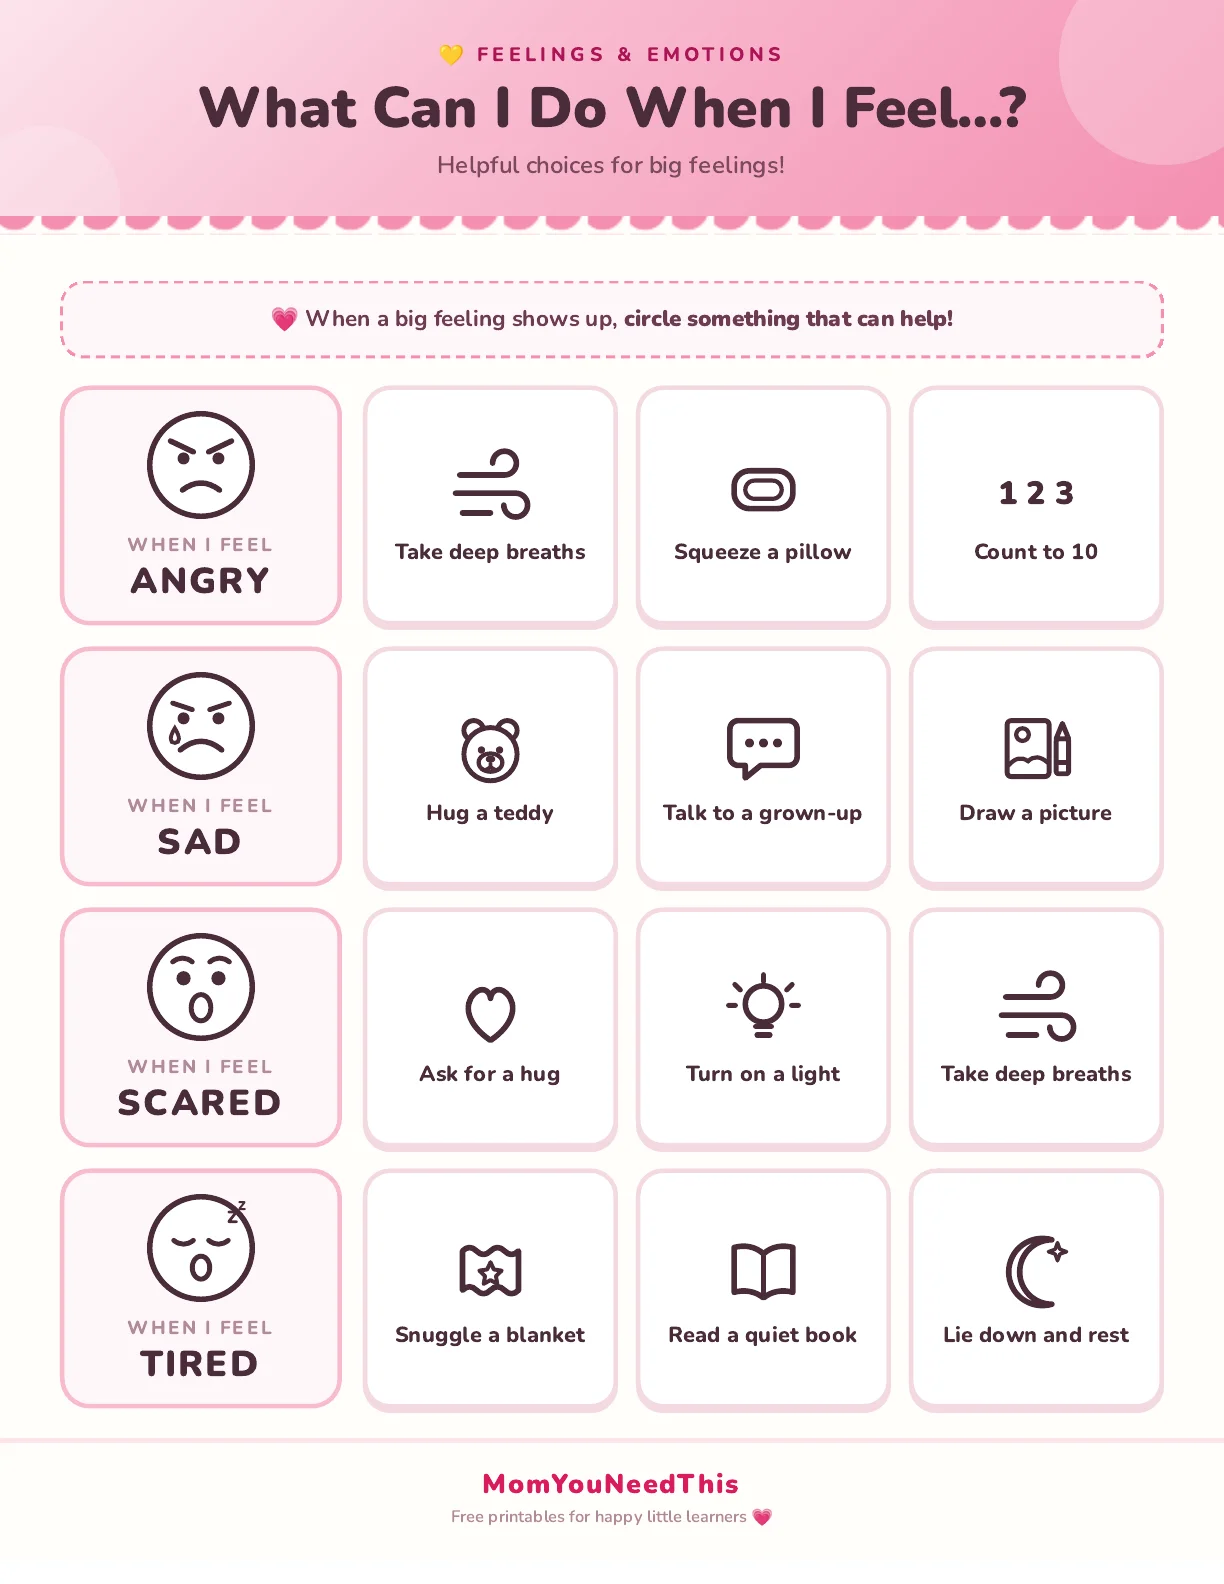 💛 FEELINGS & EMOTIONS
What Can I Do When I Feel...?
Helpful choices for big feelings!
💗 When a big feeling shows up, circle something that can help!
WHEN I FEEL
ANGRY
Take deep breaths
Squeeze a pillow
1 2 3
Count to 10
WHEN I FEEL
SAD
Hug a teddy
Talk to a grown-up
Draw a picture
WHEN I FEEL
SCARED
Ask for a hug
Turn on a light
Take deep breaths
z z
WHEN I FEEL
TIRED
Snuggle a blanket
Read a quiet book
Lie down and rest
MomYouNeedThis
Free printables for happy little learners 💗